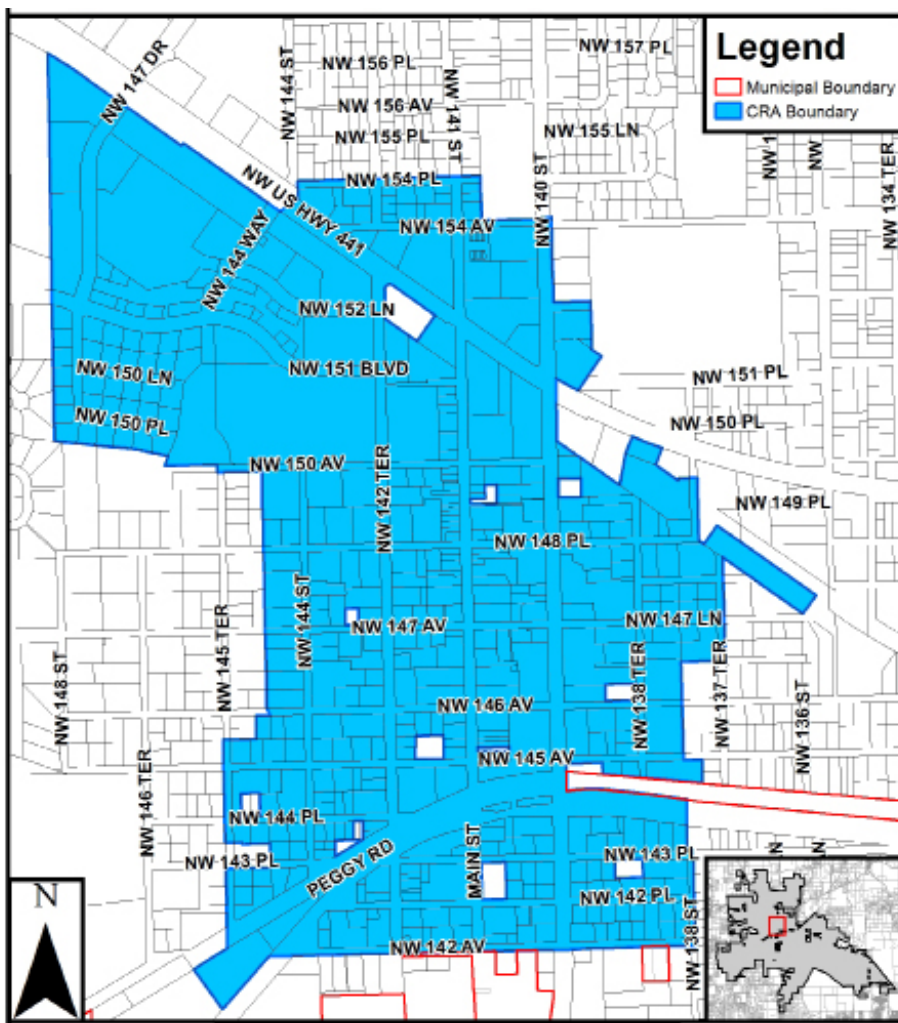 Legend
Municipal Boundary
CRA Boundary
NW 147 DR
NW 144 ST
NW 156 PL
NW 157 PL
NW 156 AV
NW 141 ST
NW 155 PL
NW 155 LN
NW 140 ST
NW 154 PL
NW 134 TER
NW US HWY 441
NW 154 AV
NW 144 WAY
NW 152 LN
NW 151 BLVD
NW 150 LN
NW 151 PL
NW 150 PL
NW 150 PL
NW 150 AV
NW 142 TER
NW 149 PL
NW 148 PL
NW 144 ST
NW 147 AV
NW 147 LN
NW 145 TER
NW 148 ST
NW 138 TER
NW 137 TER
NW 146 AV
NW 136 ST
NW 145 AV
NW 146 TER
NW 144 PL
NW 143 PL
PEGGY RD
MAIN ST
NW 143 PL
NW 142 PL
NW 142 AV
NW 138 ST
N